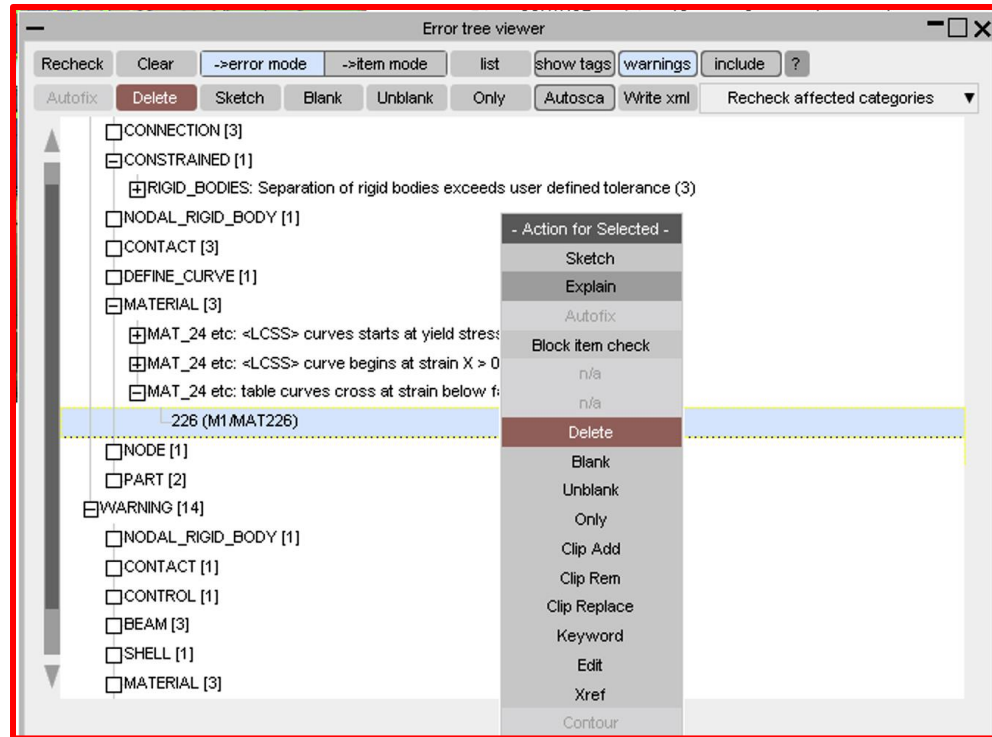 Error tree viewer
Recheck Clear ->error mode ->item mode list show tags warnings include ?
Autofix Delete Sketch Blank Unblank Only Autosca Write xml Recheck affected categories
CONNECTION [3]
CONSTRAINED [1]
RIGID_BODIES: Separation of rigid bodies exceeds user defined tolerance (3)
NODAL_RIGID_BODY [1]
CONTACT [3]
DEFINE_CURVE [1]
MATERIAL [3]
MAT_24 etc: <LCSS> curves starts at yield stress
MAT_24 etc: <LCSS> curve begins at strain X > 0
MAT_24 etc: table curves cross at strain below
226 (M1/MAT226)
NODE [1]
PART [2]
WARNING [14]
NODAL_RIGID_BODY [1]
CONTACT [1]
CONTROL [1]
BEAM [3]
SHELL [1]
MATERIAL [3]
- Action for Selected -
Sketch
Explain
Autofix
Block item check
n/a
n/a
Delete
Blank
Unblank
Only
Clip Add
Clip Rem
Clip Replace
Keyword
Edit
Xref
Contour